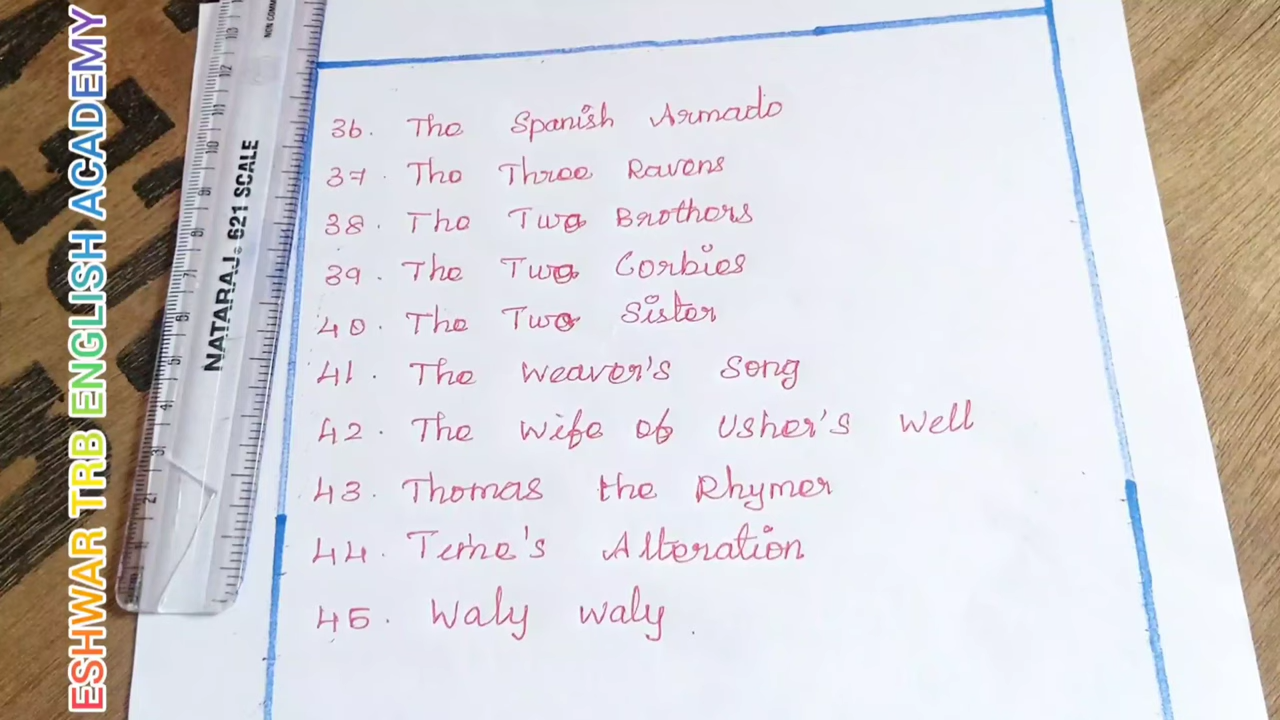 ESHWAR TRB ENGLISH ACADEMY
NATARAJ. 621 SCALE
36. The Spanish Armado
37. The Three Ravens
38. The Two Brothers
39. The Two Corbies
40. The Two Sister
41. The Weaver's Song
42. The Wife of Usher's Well
43. Thomas the Rhymer
44. Teme's Alteration
45. Waly Waly.